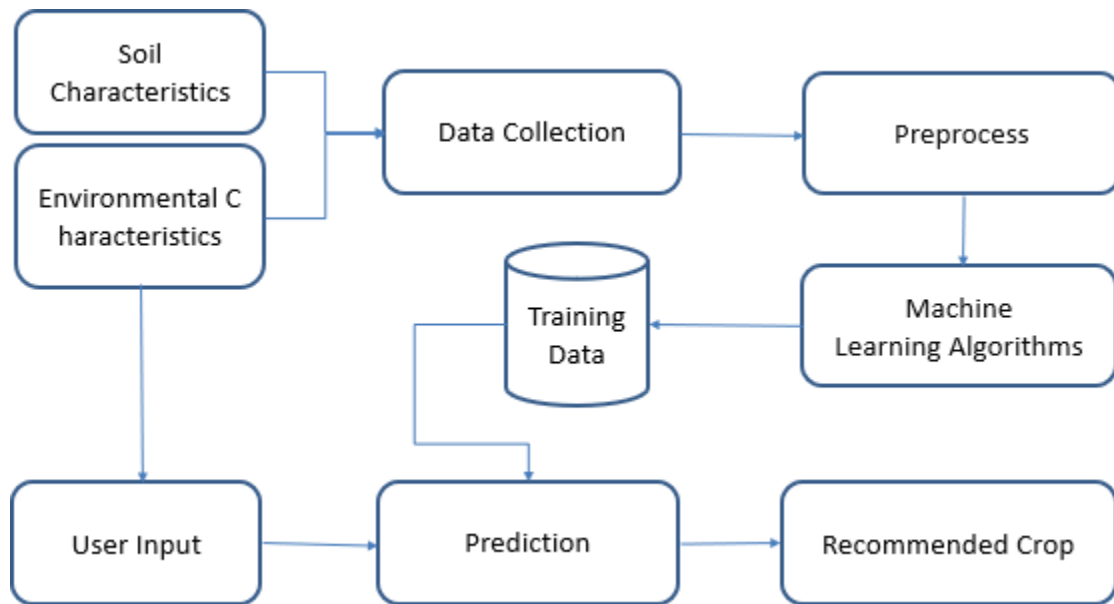 Soil
Characteristics
Data Collection
Preprocess
Environmental C
haracteristics
Training
Data
Machine
Learning Algorithms
User Input
Prediction
Recommended Crop